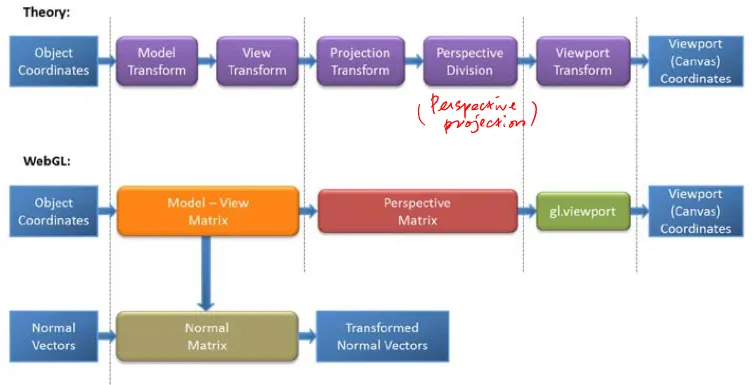 Theory:
Object
Coordinates
Model
Transform
View
Transform
Projection
Transform
Perspective
Division
Viewport
Transform
Viewport
(Canvas)
Coordinates
(Perspective
projection)
WebGL:
Object
Coordinates
Model – View
Matrix
Perspective
Matrix
gl.viewport
Viewport
(Canvas)
Coordinates
Normal
Vectors
Normal
Matrix
Transformed
Normal Vectors